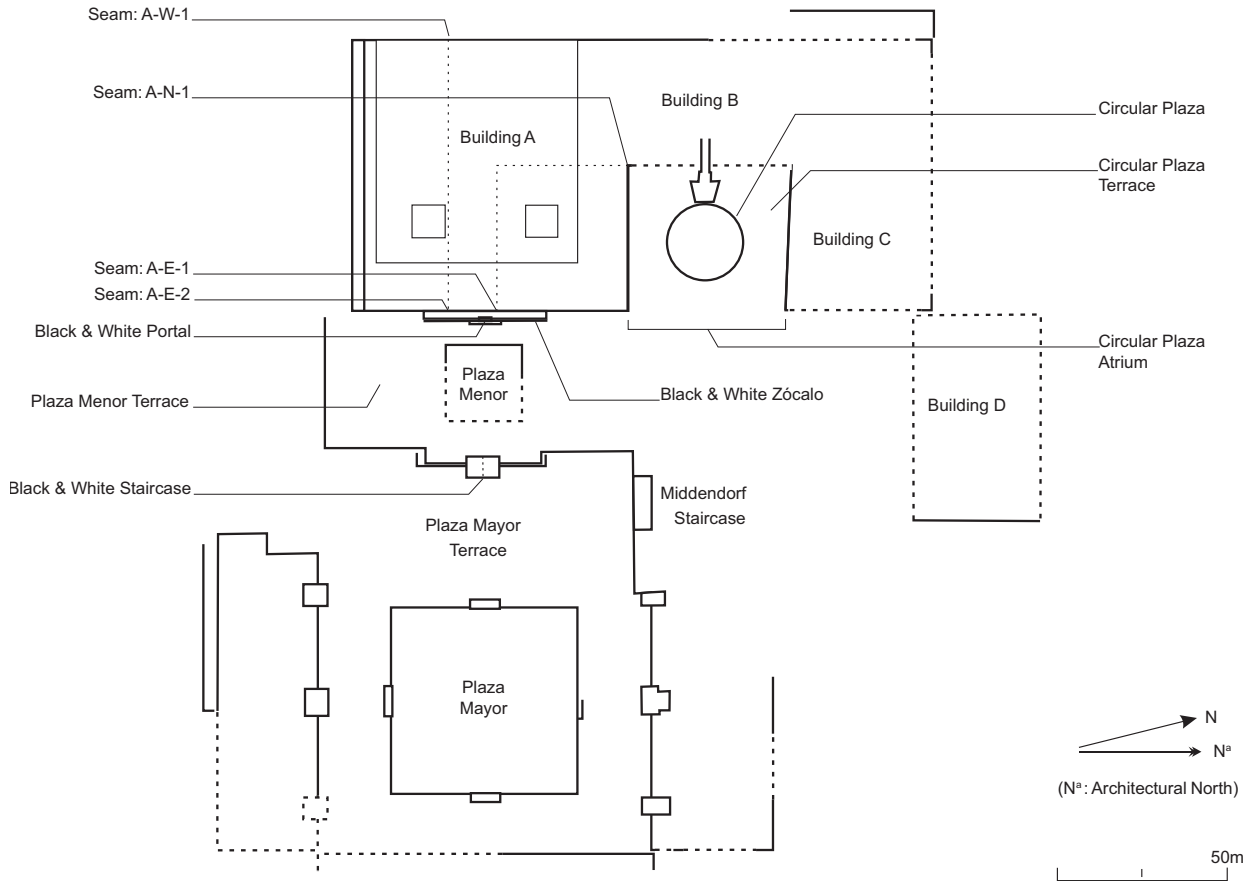 Seam: A-W-1
Seam: A-N-1
Building B
Building A
Circular Plaza
Circular Plaza
Terrace
Building C
Seam: A-E-1
Seam: A-E-2
Black & White Portal
Circular Plaza
Atrium
Plaza
Menor
Plaza Menor Terrace
Black & White Zócalo
Building D
Black & White Staircase
Middendorf
Staircase
Plaza Mayor
Terrace
Plaza
Mayor
N
Nᵃ
(Nᵃ: Architectural North)
50m